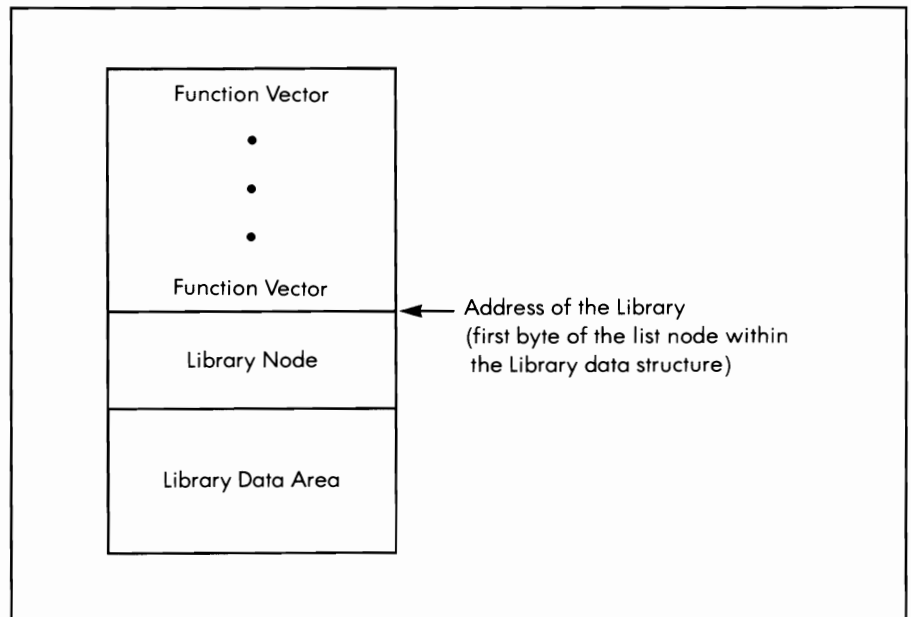 Function Vector
•
•
•
Function Vector
Address of the Library
(first byte of the list node within
the Library data structure)
Library Node
Library Data Area